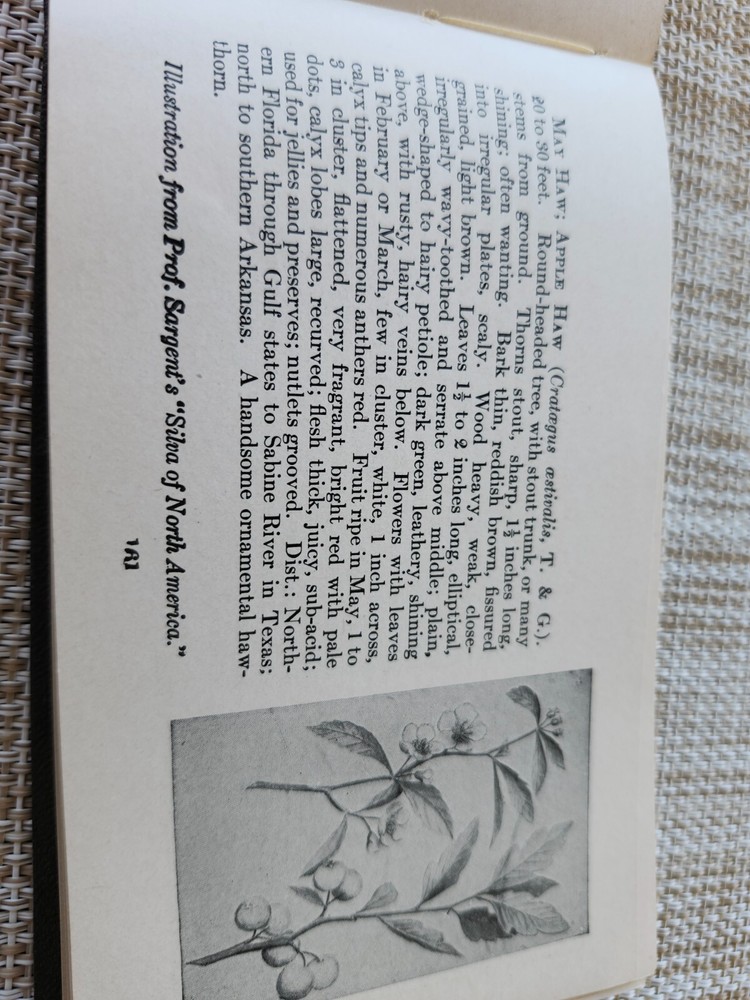 MAY HAW; APPLE HAW (Cratægus æstivalis, T. & G.).
20 to 30 feet. Round-headed tree, with stout trunk, or many
stems from ground. Thorns stout, sharp, 1½ inches long,
shining; often wanting. Bark thin, reddish brown, fissured
into irregular plates, scaly. Wood heavy, weak, close-
grained, light brown. Leaves 1½ to 2 inches long, elliptical,
irregularly wavy-toothed and serrate above middle; plain,
wedge-shaped to hairy petiole; dark green, leathery, shining
above, with rusty, hairy veins below. Flowers with leaves
in February or March, few in cluster, white, 1 inch across,
calyx tips and numerous anthers red. Fruit ripe in May, 1 to
3 in cluster, flattened, very fragrant, bright red with pale
dots, calyx lobes large, recurved; flesh thick, juicy, sub-acid;
used for jellies and preserves; nutlets grooved. Dist.: North-
ern Florida through Gulf states to Sabine River in Texas;
north to southern Arkansas. A handsome ornamental haw-
thorn.
Illustration from Prof. Sargent's "Silva of North America."
161